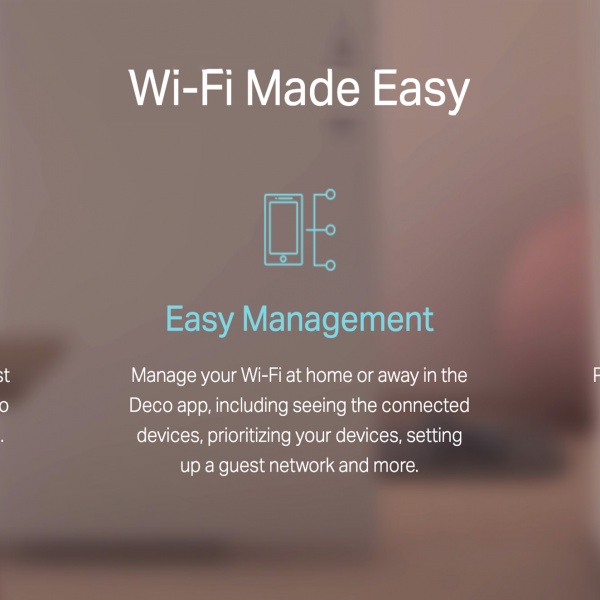 Wi-Fi Made Easy
Easy Management
Manage your Wi-Fi at home or away in the
Deco app, including seeing the connected
devices, prioritizing your devices, setting
up a guest network and more.